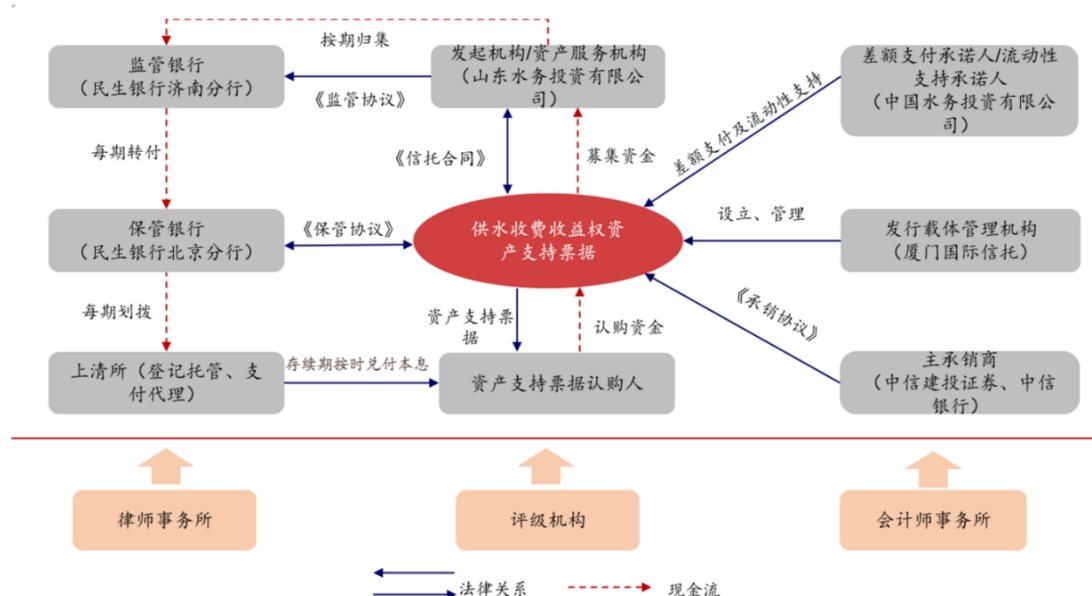 按期归集
监管银行
（民生银行济南分行）
《监管协议》
发起机构/资产服务机构
（山东水务投资有限公
司）
差额支付承诺人/流动性
支持承诺人
（中国水务投资有限公
司）
每期转付
《信托合同》
募集资金
差额支付及流动性支持
保管银行
（民生银行北京分行）
《保管协议》
供水收费收益权资
产支持票据
设立、管理
发行载体管理机构
（厦门国际信托）
每期划拨
资产支持票
据
认购资金
《承销协议》
上清所（登记托管、支
付代理）
存续期按时兑付本息
资产支持票据认购人
主承销商
（中信建投证券、中信
银行）
律师事务所
评级机构
会计师事务所
法律关系
现金流